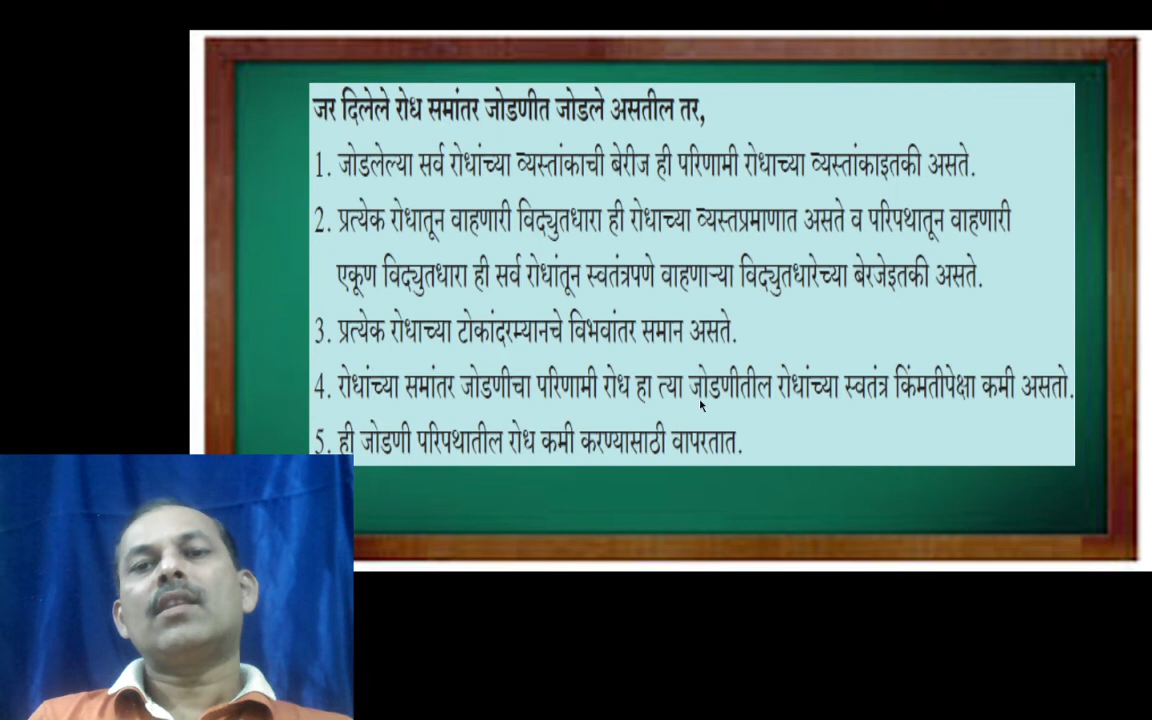 जर दिलेले रोध समांतर जोडणीत जोडले असतील तर,
1. जोडलेल्या सर्व रोधांच्या व्यस्तांकाची बेरीज ही परिणामी रोधाच्या व्यस्तांकाइतकी असते.
2. प्रत्येक रोधातून वाहणारी विद्युतधारा ही रोधाच्या व्यस्तप्रमाणात असते व परिपथातून वाहणारी
एकूण विद्युतधारा ही सर्व रोधांतून स्वतंत्रपणे वाहणाऱ्या विद्युतधारेच्या बेरजेइतकी असते.
3. प्रत्येक रोधाच्या टोकांदरम्यानचे विभवांतर समान असते.
4. रोधांच्या समांतर जोडणीचा परिणामी रोध हा त्या जोडणीतील रोधांच्या स्वतंत्र किंमतीपेक्षा कमी असतो.
5. ही जोडणी परिपथातील रोध कमी करण्यासाठी वापरतात.